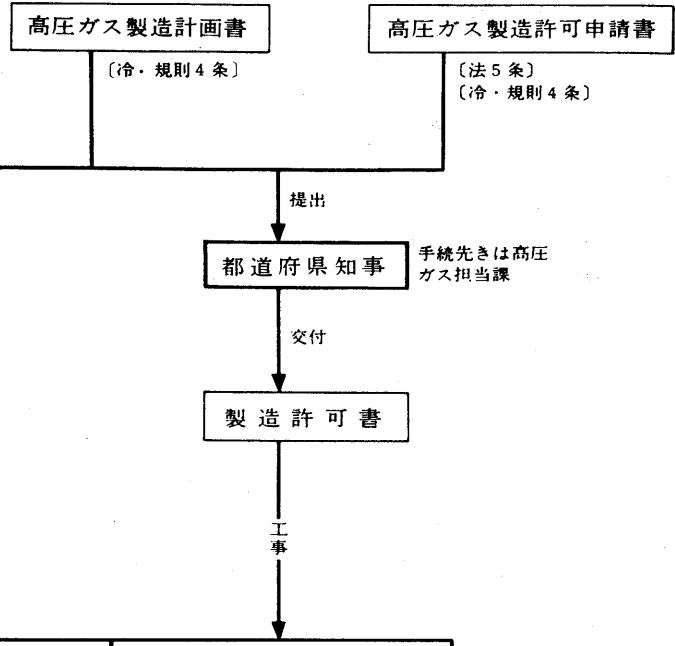 高圧ガス製造計画書
高圧ガス製造許可申請書
〔冷・規則4条〕
〔法5条〕
〔冷・規則4条〕
提出
都道府県知事
手続先きは高圧
ガス担当課
交付
製造許可書
工事